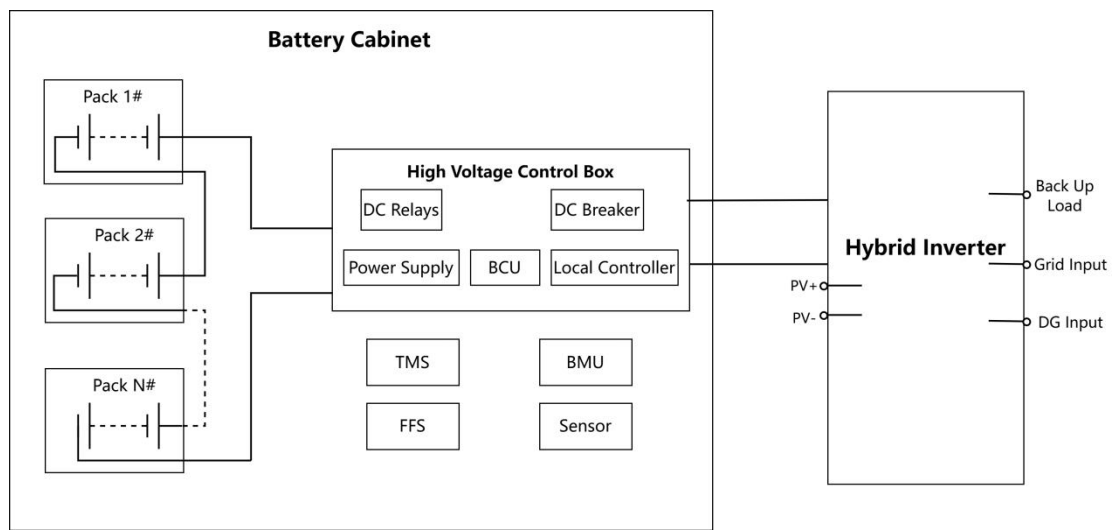 Battery Cabinet
Pack 1#
Pack 2#
Pack N#
High Voltage Control Box
DC Relays
DC Breaker
Power Supply
BCU
Local Controller
TMS
BMU
FFS
Sensor
Hybrid Inverter
PV+
PV-
Back Up
Load
Grid Input
DG Input